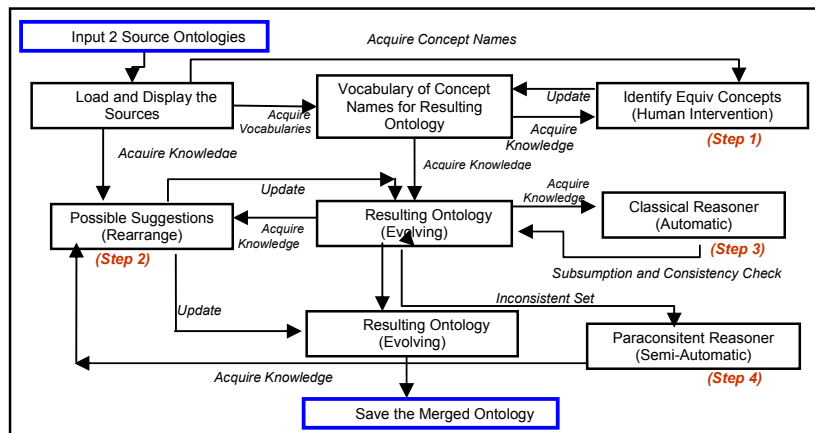 Input 2 Source Ontologies
Acquire Concept Names
Load and Display the
Sources
Acquire
Vocabularies
Vocabulary of Concept
Names for Resulting
Ontology
Update
Acquire
Knowledge
Identify Equiv Concepts
(Human Intervention)
(Step 1)
Acquire Knowledge
Acquire Knowledge
Update
Possible Suggestions
(Rearrange)
(Step 2)
Acquire
Knowledge
Resulting Ontology
(Evolving)
Acquire
Knowledge
Classical Reasoner
(Automatic)
(Step 3)
Subsumption and Consistency Check
Update
Inconsistent Set
Resulting Ontology
(Evolving)
Paraconsitent Reasoner
(Semi-Automatic)
(Step 4)
Acquire Knowledge
Save the Merged Ontology